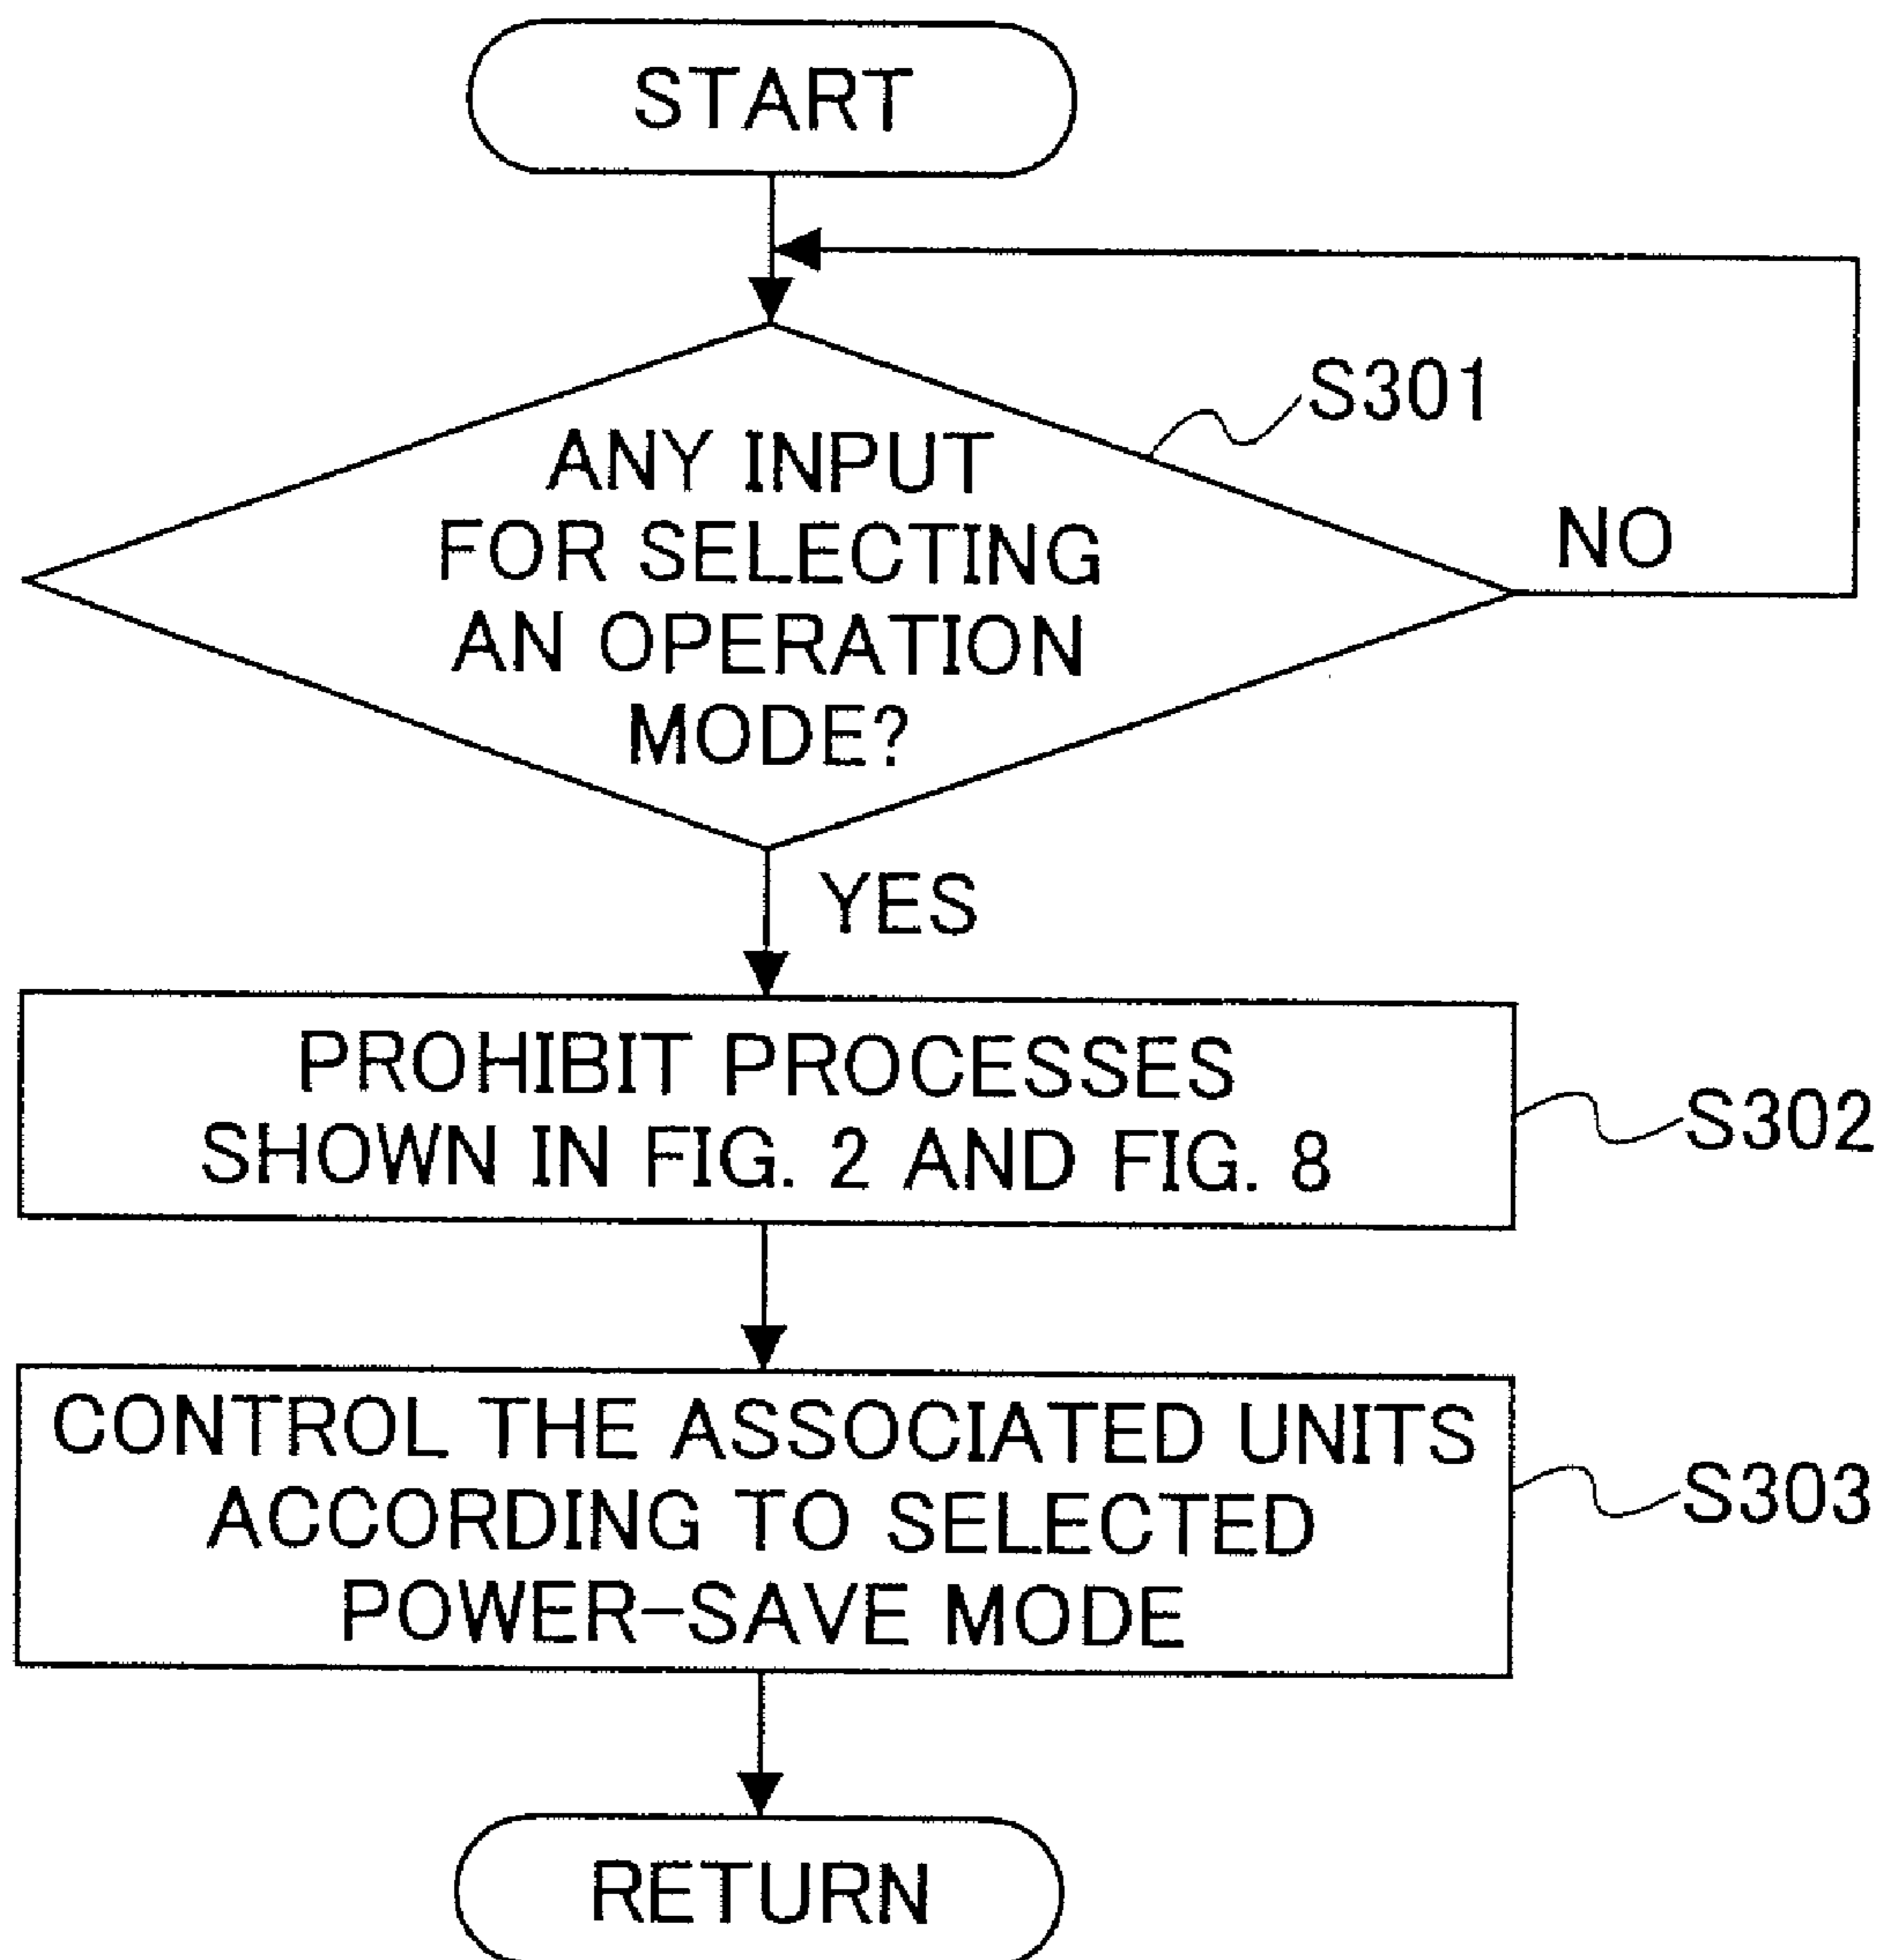 START
S301
ANY INPUT
FOR SELECTING
AN OPERATION
MODE?
NO
YES
PROHIBIT PROCESSES
SHOWN IN FIG. 2 AND FIG. 8
S302
CONTROL THE ASSOCIATED UNITS
ACCORDING TO SELECTED
POWER-SAVE MODE
S303
RETURN